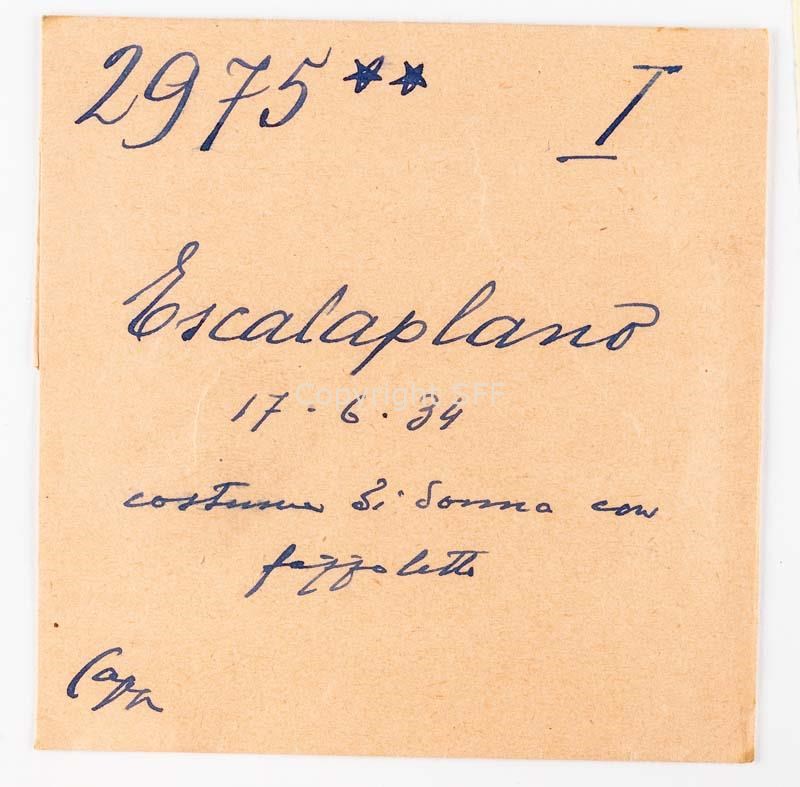 2975** I
Escalaplano
Copyright SFF
17-6-34
costume di donna con
fazzoletto